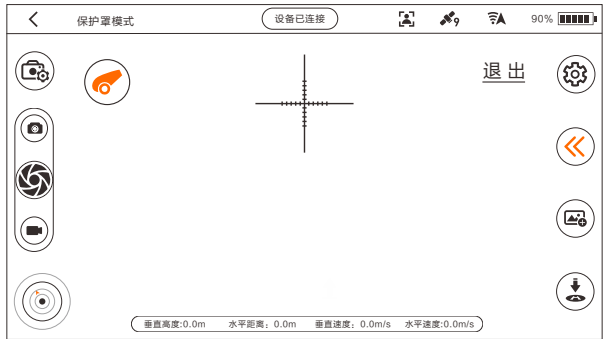 保护罩模式
设备已连接
9
A
90%
退出
垂直高度:0.0m 水平距离：0.0m 垂直速度：0.0m/s 水平速度:0.0m/s